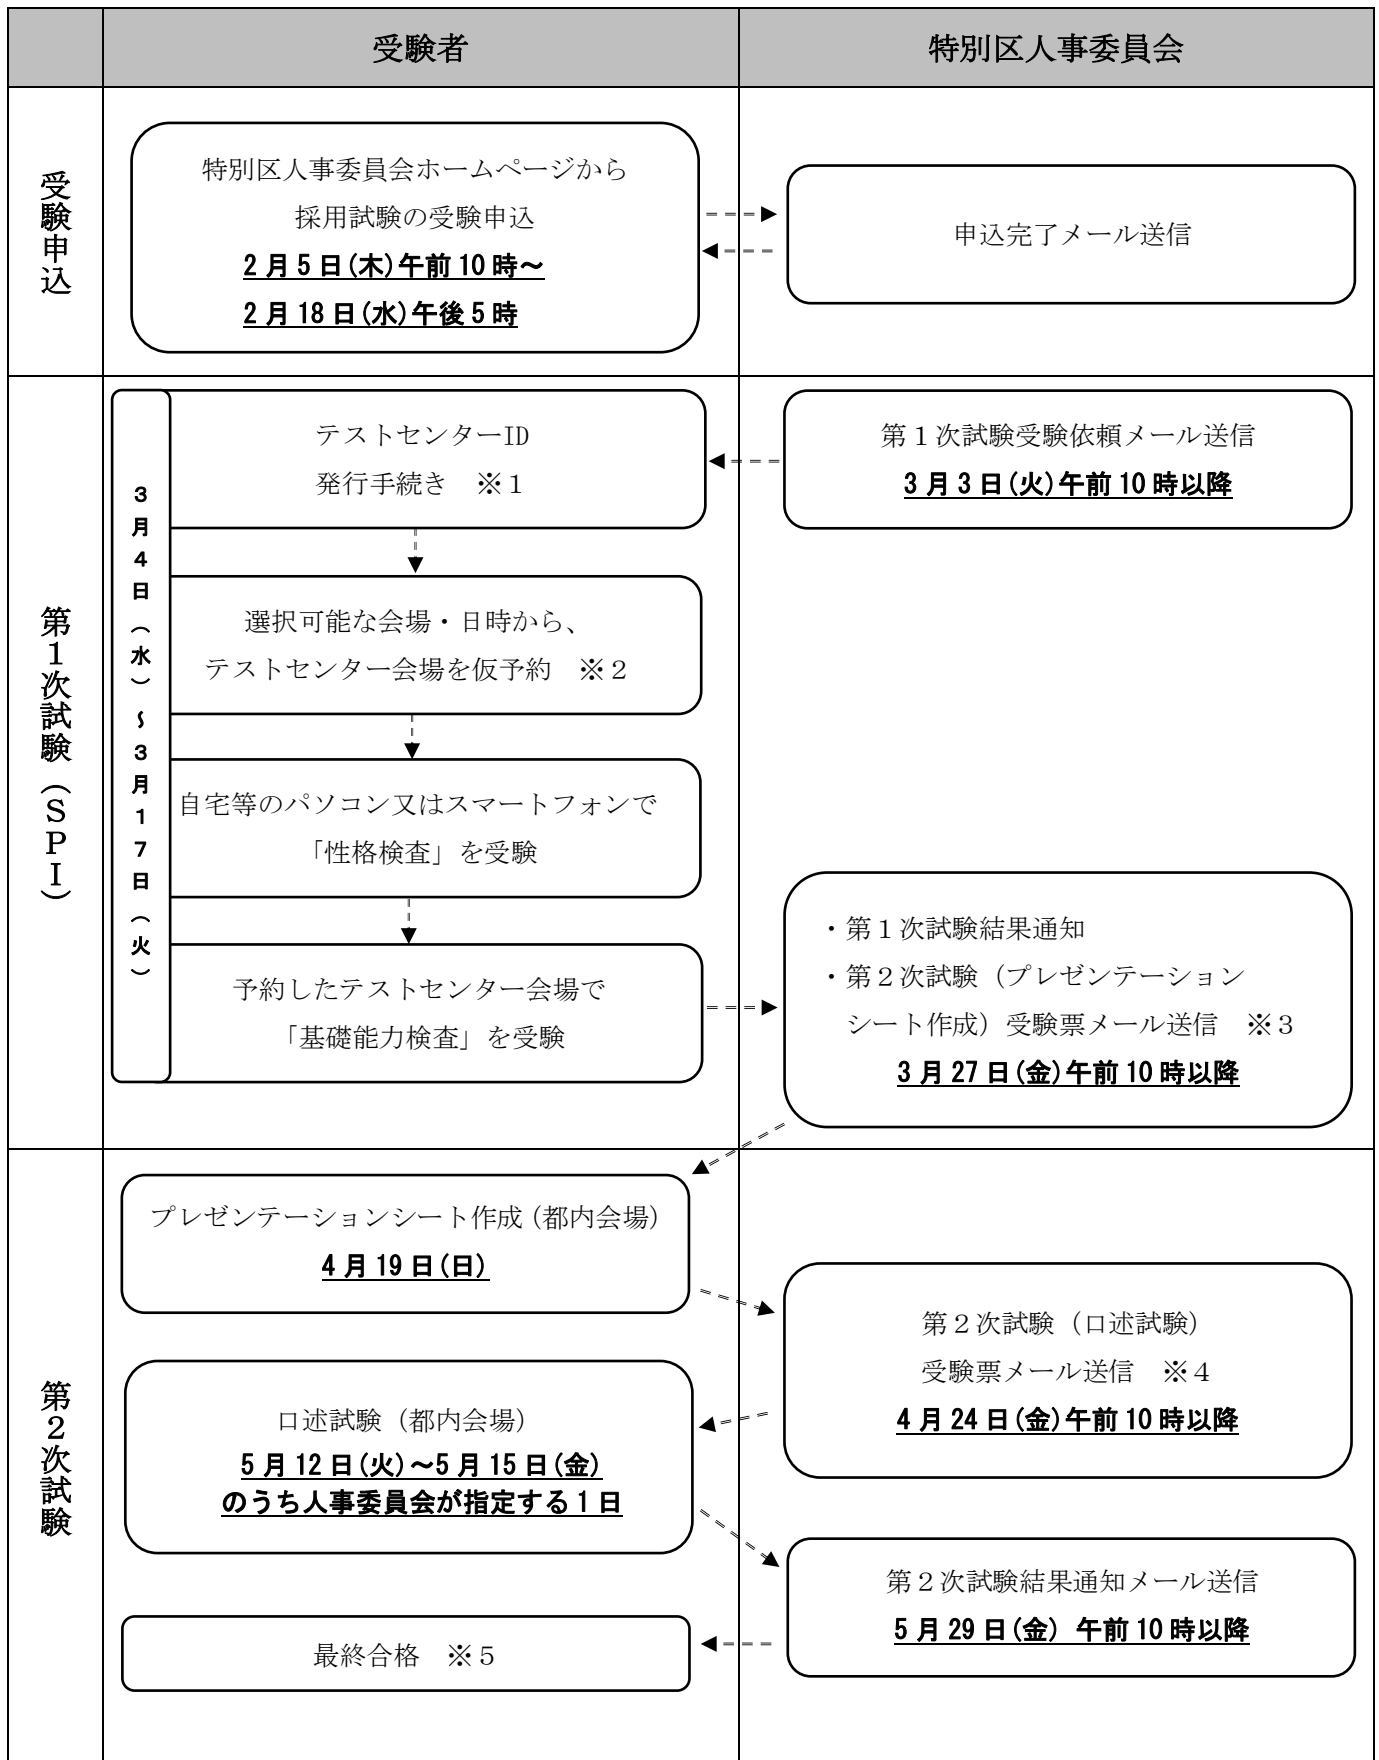 受験者
特別区人事委員会
受験申込
特別区人事委員会ホームページから
採用試験の受験申込
2月5日(木)午前10時～
2月18日(水)午後5時
申込完了メール送信
第1次試験（SPI）
3月4日（水）～3月17日（火）
テストセンターID
発行手続き　※1
第1次試験受験依頼メール送信
3月3日(火)午前10時以降
選択可能な会場・日時から、
テストセンター会場を仮予約　※2
自宅等のパソコン又はスマートフォンで
「性格検査」を受験
予約したテストセンター会場で
「基礎能力検査」を受験
・第1次試験結果通知
・第2次試験（プレゼンテーション
シート作成）受験票メール送信　※3
3月27日(金)午前10時以降
第2次試験
プレゼンテーションシート作成(都内会場)
4月19日(日)
第2次試験（口述試験）
受験票メール送信　※4
4月24日(金)午前10時以降
口述試験（都内会場）
5月12日(火)～5月15日(金)
のうち人事委員会が指定する1日
第2次試験結果通知メール送信
5月29日(金) 午前10時以降
最終合格　※5